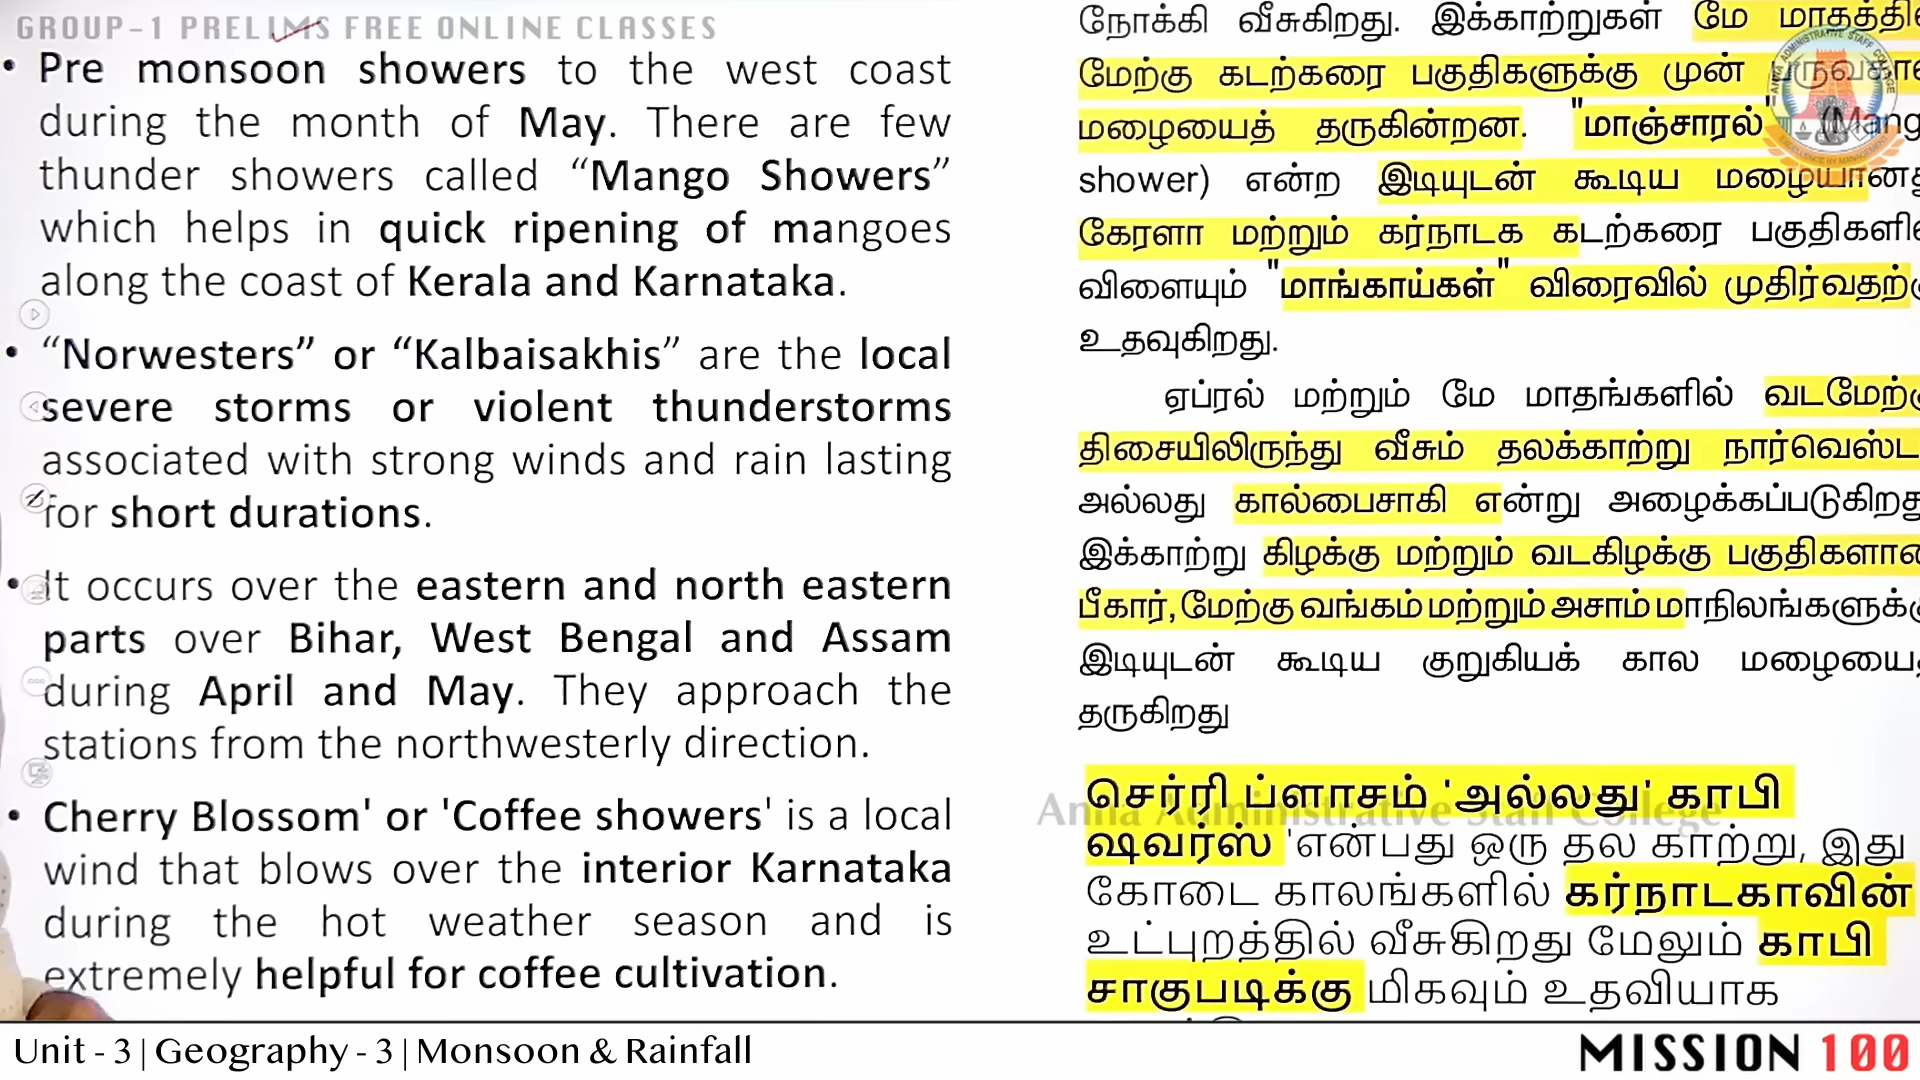 GROUP-1 PRELIMS FREE ONLINE CLASSES
• Pre monsoon showers to the west coast
during the month of May. There are few
thunder showers called “Mango Showers”
which helps in quick ripening of mangoes
along the coast of Kerala and Karnataka.
• “Norwesters” or “Kalbaisakhis” are the local
severe storms or violent thunderstorms
associated with strong winds and rain lasting
for short durations.
• It occurs over the eastern and north eastern
parts over Bihar, West Bengal and Assam
during April and May. They approach the
stations from the northwesterly direction.
• Cherry Blossom' or 'Coffee showers' is a local
wind that blows over the interior Karnataka
during the hot weather season and is
extremely helpful for coffee cultivation.
நோக்கி வீசுகிறது. இக்காற்றுகள் மே
மேற்கு கடற்கரை பகுதிகளுக்கு முன்
மழையைத் தருகின்றன. "மாஞ்சாரல்"
shower) என்ற இடியுடன் கூடிய
கேரளா மற்றும் கர்நாடக கடற்கரை
விளையும் "மாங்காய்கள்" விரைவில்
உதவுகிறது.
ஏப்ரல் மற்றும் மே மாதங்களில்
திசையிலிருந்து வீசும் தலக்காற்று
அல்லது கால்பைசாகி என்று
இக்காற்று கிழக்கு மற்றும் வடகிழக்கு
பீகார், மேற்கு வங்கம் மற்றும் அசாம்
இடியுடன் கூடிய குறுகியக் கால
தருகிறது
செர்ரி ப்ளாசம் 'அல்லது' காபி
ஷவர்ஸ் 'என்பது ஒரு தல காற்று, இது
கோடை காலங்களில் கர்நாடகாவின்
உட்புறத்தில் வீசுகிறது மேலும் காபி
சாகுபடிக்கு மிகவும் உதவியாக
Anna Administrative Staff College
Unit - 3 | Geography - 3 | Monsoon & Rainfall
MISSION 100